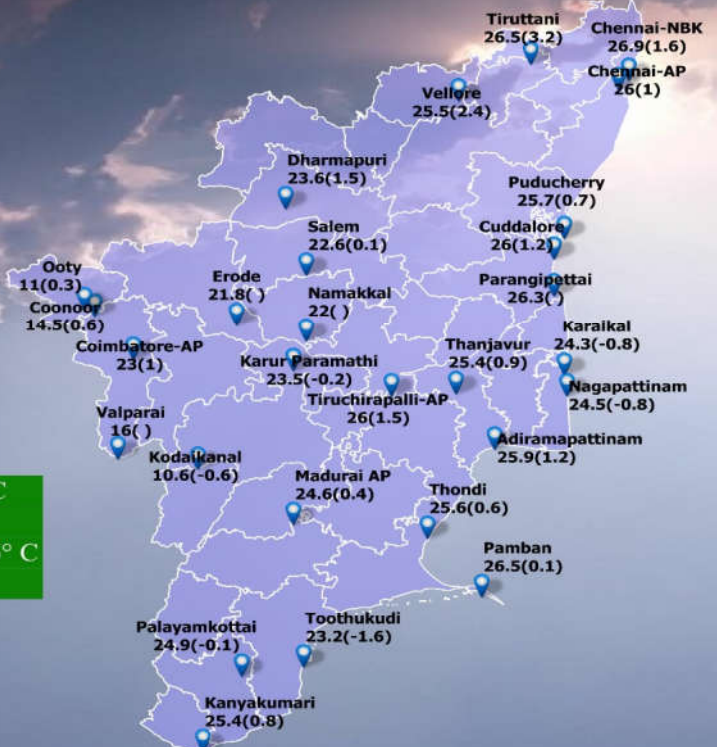 Tiruttani
26.5(3.2)
Chennai-NBK
26.9(1.6)
Chennai-AP
26(1)
Vellore
25.5(2.4)
Dharmapuri
23.6(1.5)
Puducherry
25.7(0.7)
Salem
22.6(0.1)
Cuddalore
26(1.2)
Ooty
11(0.3)
Coonoor
14.5(0.6)
Erode
21.8( )
Namakkal
22( )
Parangipettai
26.3( )
Coimbatore-AP
23(1)
Karur Paramathi
23.5(-0.2)
Thanjavur
25.4(0.9)
Karaikal
24.3(-0.8)
Tiruchirapalli-AP
26(1.5)
Nagapattinam
24.5(-0.8)
Valparai
16( )
Kodaikanal
10.6(-0.6)
Adiramapattinam
25.9(1.2)
Madurai AP
24.6(0.4)
Thondi
25.6(0.6)
C
° C
Pamban
26.5(0.1)
Palayamkottai
24.9(-0.1)
Toothukudi
23.2(-1.6)
Kanyakumari
25.4(0.8)